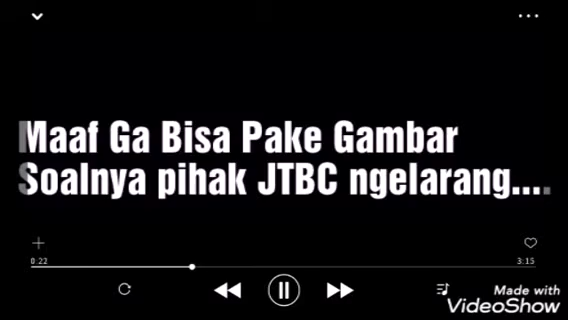 Maaf Ga Bisa Pake Gambar
Soalnya pihak JTBC ngelarang....
0:22
3:15
Made with
VideoShow